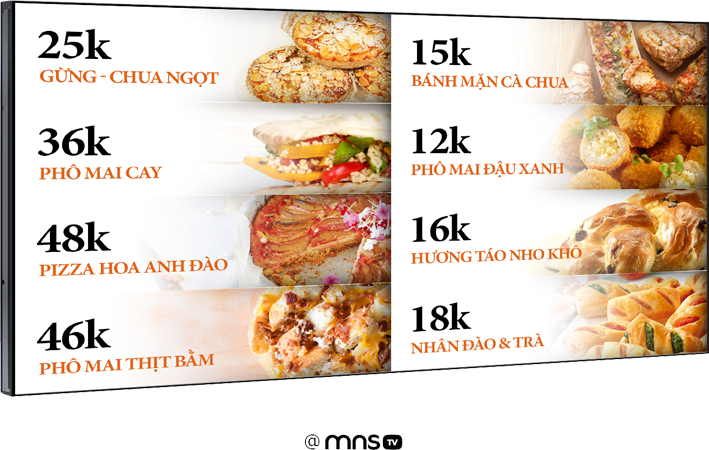 25k
GỪNG - CHUA NGỌT
36k
PHÔ MAI CAY
48k
PIZZA HOA ANH ĐÀO
46k
PHÔ MAI THỊT BẰM
15k
BÁNH MẶN CÀ CHUA
12k
PHÔ MAI ĐẬU XANH
16k
HƯƠNG TÁO NHO KHÔ
18k
NHÂN ĐÀO & TRÀ
@ mns TV